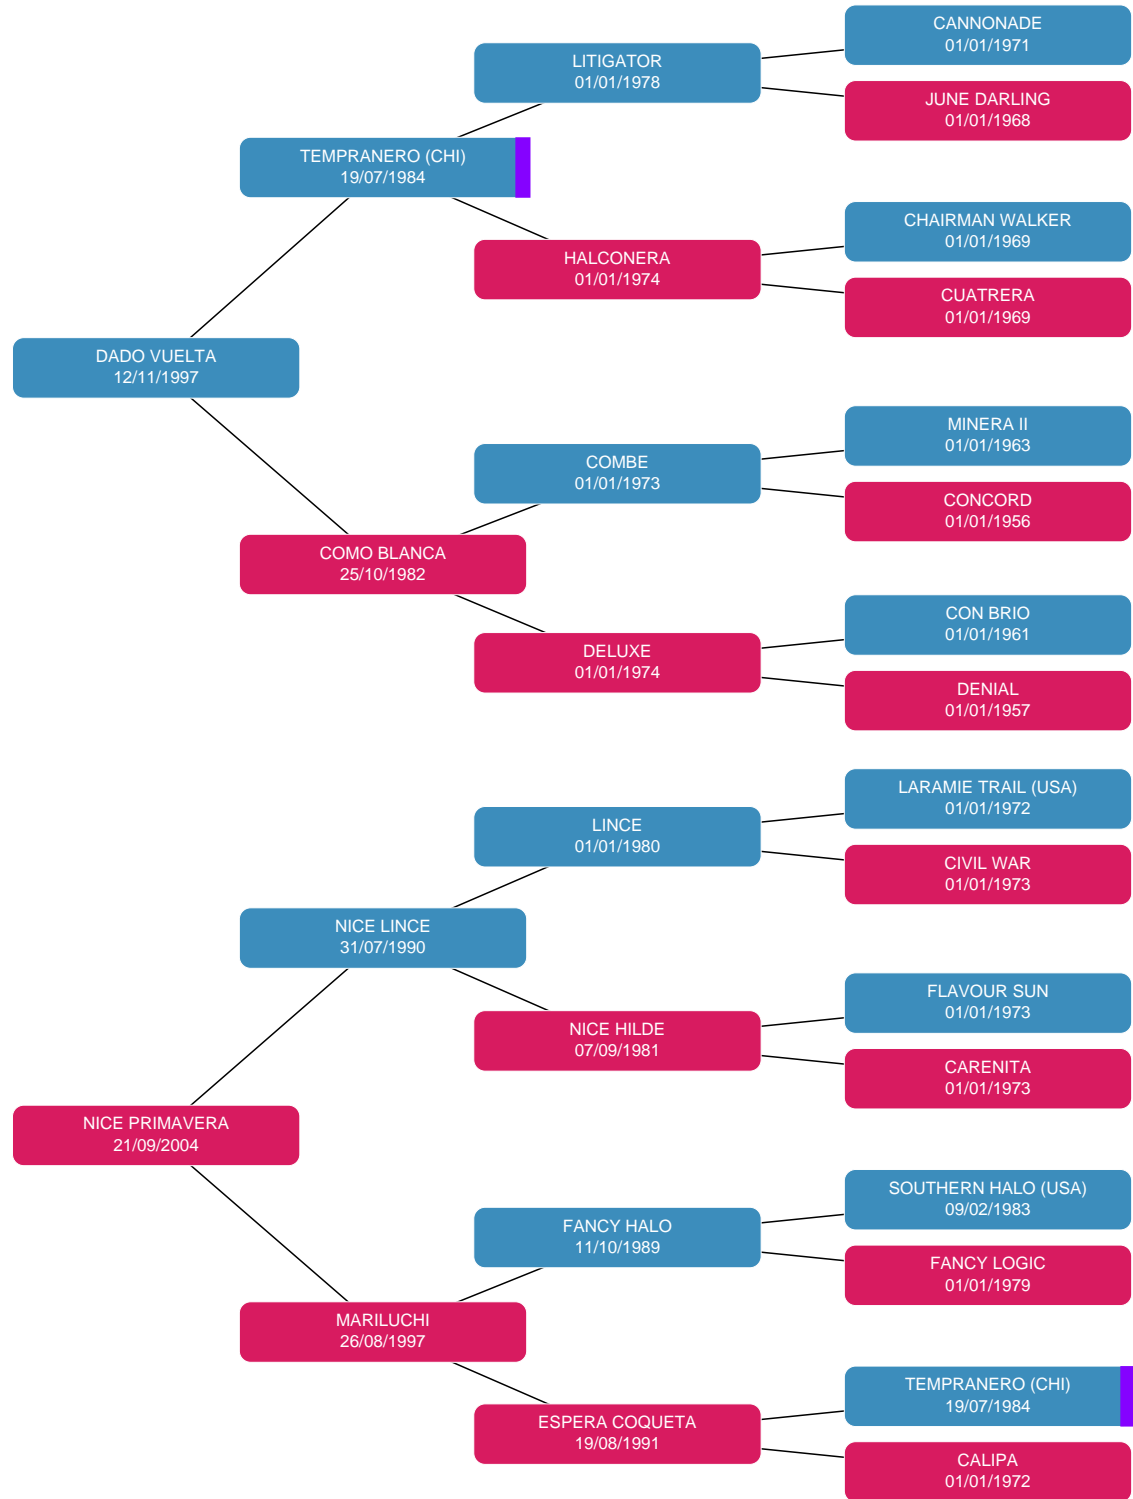 CANNONADE
01/01/1971
LITIGATOR
01/01/1978
JUNE DARLING
01/01/1968
TEMPRANERO (CHI)
19/07/1984
CHAIRMAN WALKER
01/01/1969
HALCONERA
01/01/1974
CUATRERA
01/01/1969
DADO VUELTA
12/11/1997
MINERA II
01/01/1963
COMBE
01/01/1973
CONCORD
01/01/1956
COMO BLANCA
25/10/1982
CON BRIO
01/01/1961
DELUXE
01/01/1974
DENIAL
01/01/1957
LARAMIE TRAIL (USA)
01/01/1972
LINCE
01/01/1980
CIVIL WAR
01/01/1973
NICE LINCE
31/07/1990
FLAVOUR SUN
01/01/1973
NICE HILDE
07/09/1981
CARENITA
01/01/1973
NICE PRIMAVERA
21/09/2004
SOUTHERN HALO (USA)
09/02/1983
FANCY HALO
11/10/1989
FANCY LOGIC
01/01/1979
MARILUCHI
26/08/1997
TEMPRANERO (CHI)
19/07/1984
ESPERA COQUETA
19/08/1991
CALIPA
01/01/1972